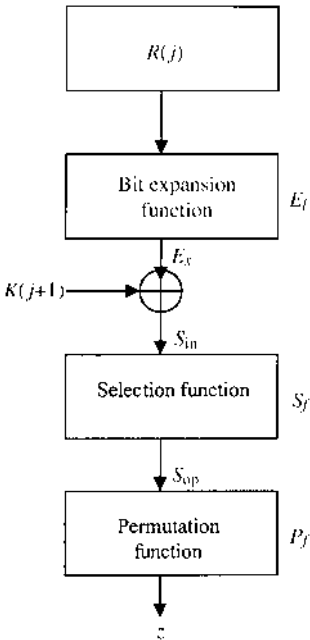 R(j)
Bit expansion
function
E_f
E_x
K(j+1)
S_in
Selection function
S_f
S_op
Permutation
function
P_f
z